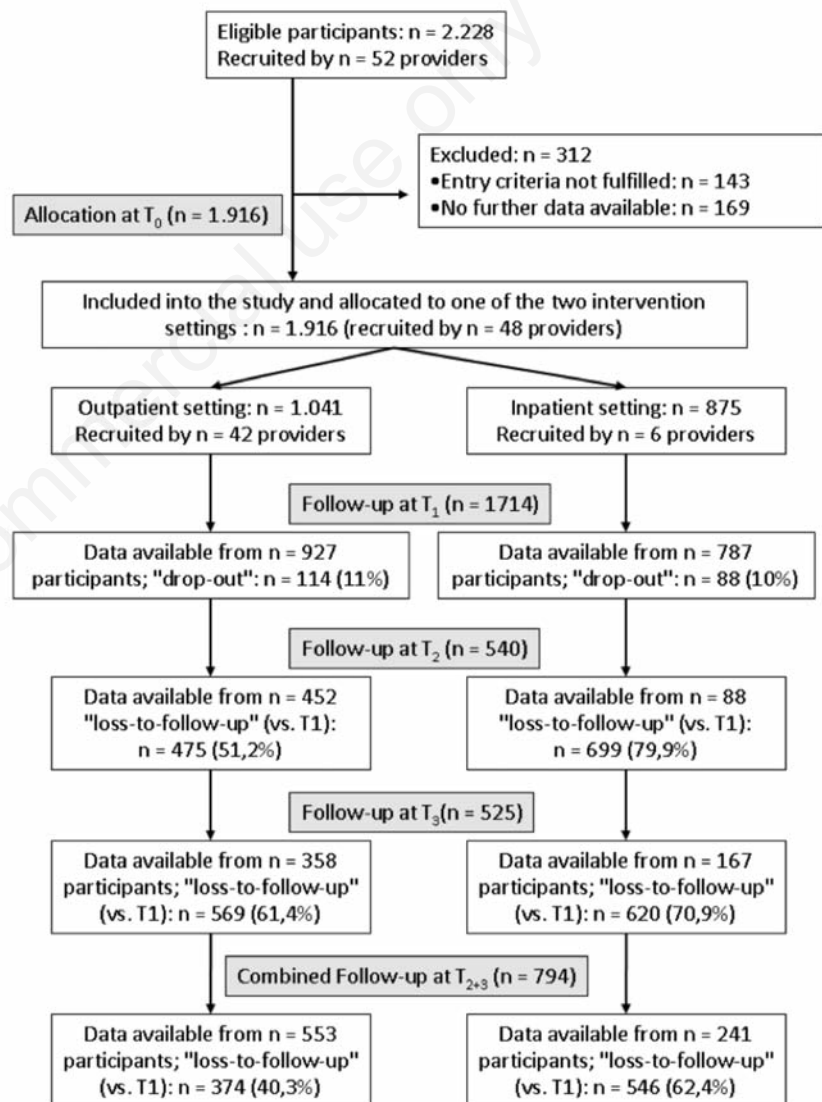 Eligible participants: n = 2.228
Recruited by n = 52 providers
Excluded: n = 312
•Entry criteria not fulfilled: n = 143
•No further data available: n = 169
Allocation at T₀ (n = 1.916)
Included into the study and allocated to one of the two intervention
settings : n = 1.916 (recruited by n = 48 providers)
Outpatient setting: n = 1.041
Recruited by n = 42 providers
Inpatient setting: n = 875
Recruited by n = 6 providers
Follow-up at T₁ (n = 1714)
Data available from n = 927
participants; "drop-out": n = 114 (11%)
Data available from n = 787
participants; "drop-out": n = 88 (10%)
Follow-up at T₂ (n = 540)
Data available from n = 452
"loss-to-follow-up" (vs. T1):
n = 475 (51,2%)
Data available from n = 88
"loss-to-follow-up" (vs. T1):
n = 699 (79,9%)
Follow-up at T₃(n = 525)
Data available from n = 358
participants; "loss-to-follow-up"
(vs. T1): n = 569 (61,4%)
Data available from n = 167
participants; "loss-to-follow-up"
(vs. T1): n = 620 (70,9%)
Combined Follow-up at T₂₊₃ (n = 794)
Data available from n = 553
participants; "loss-to-follow-up"
(vs. T1): n = 374 (40,3%)
Data available from n = 241
participants; "loss-to-follow-up"
(vs. T1): n = 546 (62,4%)
ommercial use only